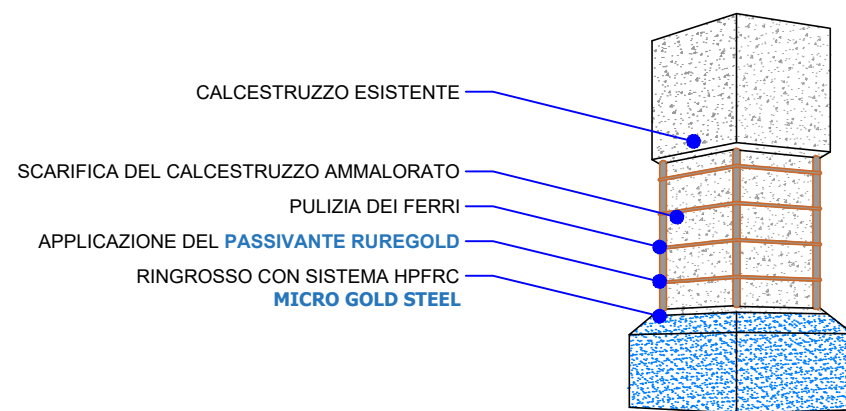 CALCESTRUZZO ESISTENTE
SCARIFICA DEL CALCESTRUZZO AMMALORATO
PULIZIA DEI FERRI
APPLICAZIONE DEL PASSIVANTE RUREGOLD
RINGROSSO CON SISTEMA HPFRC
MICRO GOLD STEEL